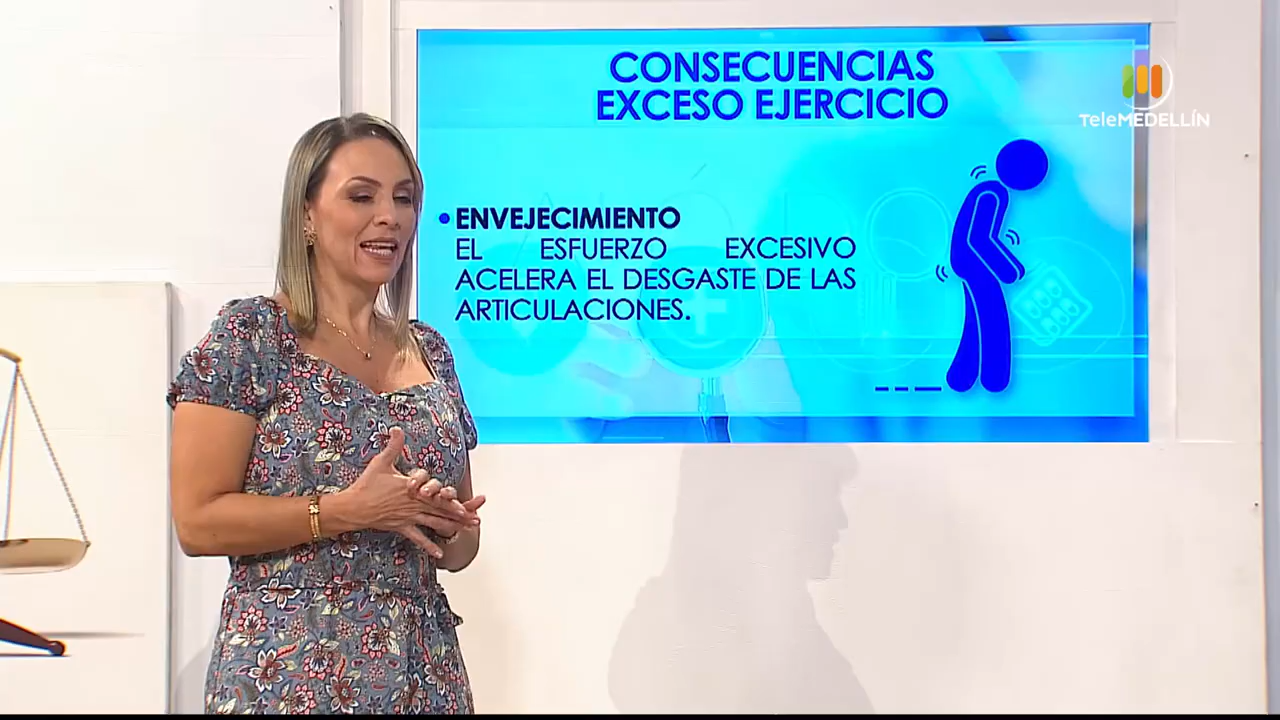 CONSECUENCIAS
EXCESO EJERCICIO
TeleMEDELLÍN
• ENVEJECIMIENTO
EL ESFUERZO EXCESIVO
ACELERA EL DESGASTE DE LAS
ARTICULACIONES.